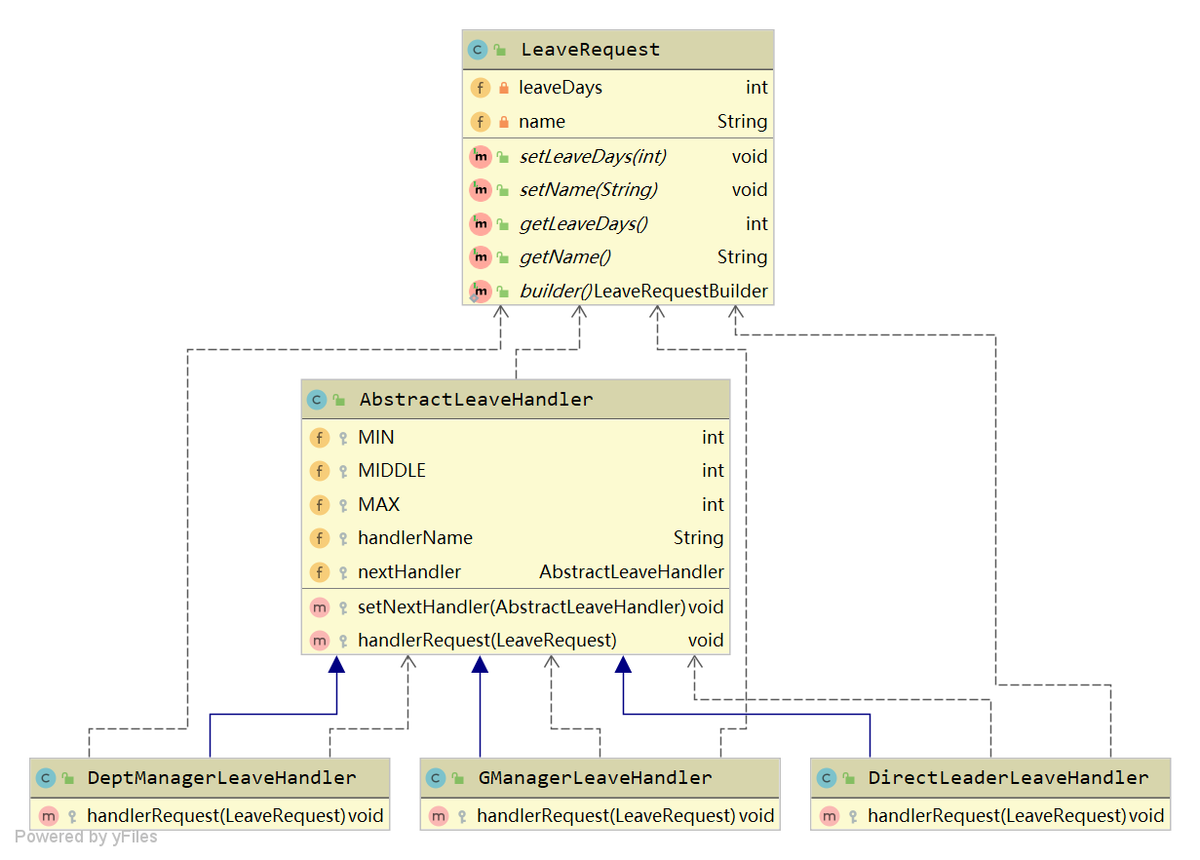 LeaveRequest
leaveDays int
name String
setLeaveDays(int) void
setName(String) void
getLeaveDays() int
getName() String
builder() LeaveRequestBuilder
AbstractLeaveHandler
MIN int
MIDDLE int
MAX int
handlerName String
nextHandler AbstractLeaveHandler
setNextHandler(AbstractLeaveHandler) void
handlerRequest(LeaveRequest) void
DeptManagerLeaveHandler
handlerRequest(LeaveRequest) void
GManagerLeaveHandler
handlerRequest(LeaveRequest) void
DirectLeaderLeaveHandler
handlerRequest(LeaveRequest) void
Powered by yFiles